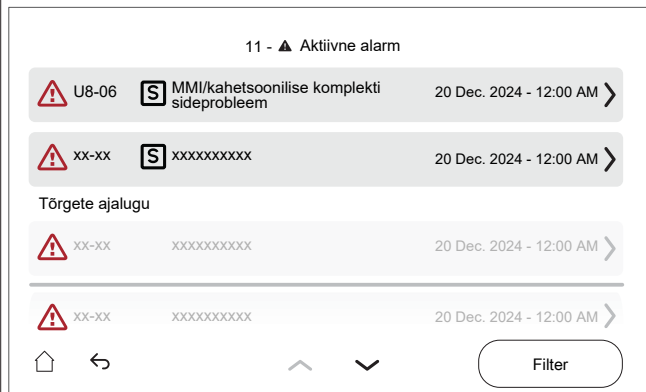 11 - Aktiivne alarm
U8-06 S MMI/kahetsoonilise komplekti sideprobleem 20 Dec. 2024 - 12:00 AM
xx-xx S xxxxxxxxxx 20 Dec. 2024 - 12:00 AM
Tõrgete ajalugu
xx-xx xxxxxxxxxx 20 Dec. 2024 - 12:00 AM
xx-xx xxxxxxxxxx 20 Dec. 2024 - 12:00 AM
Filter